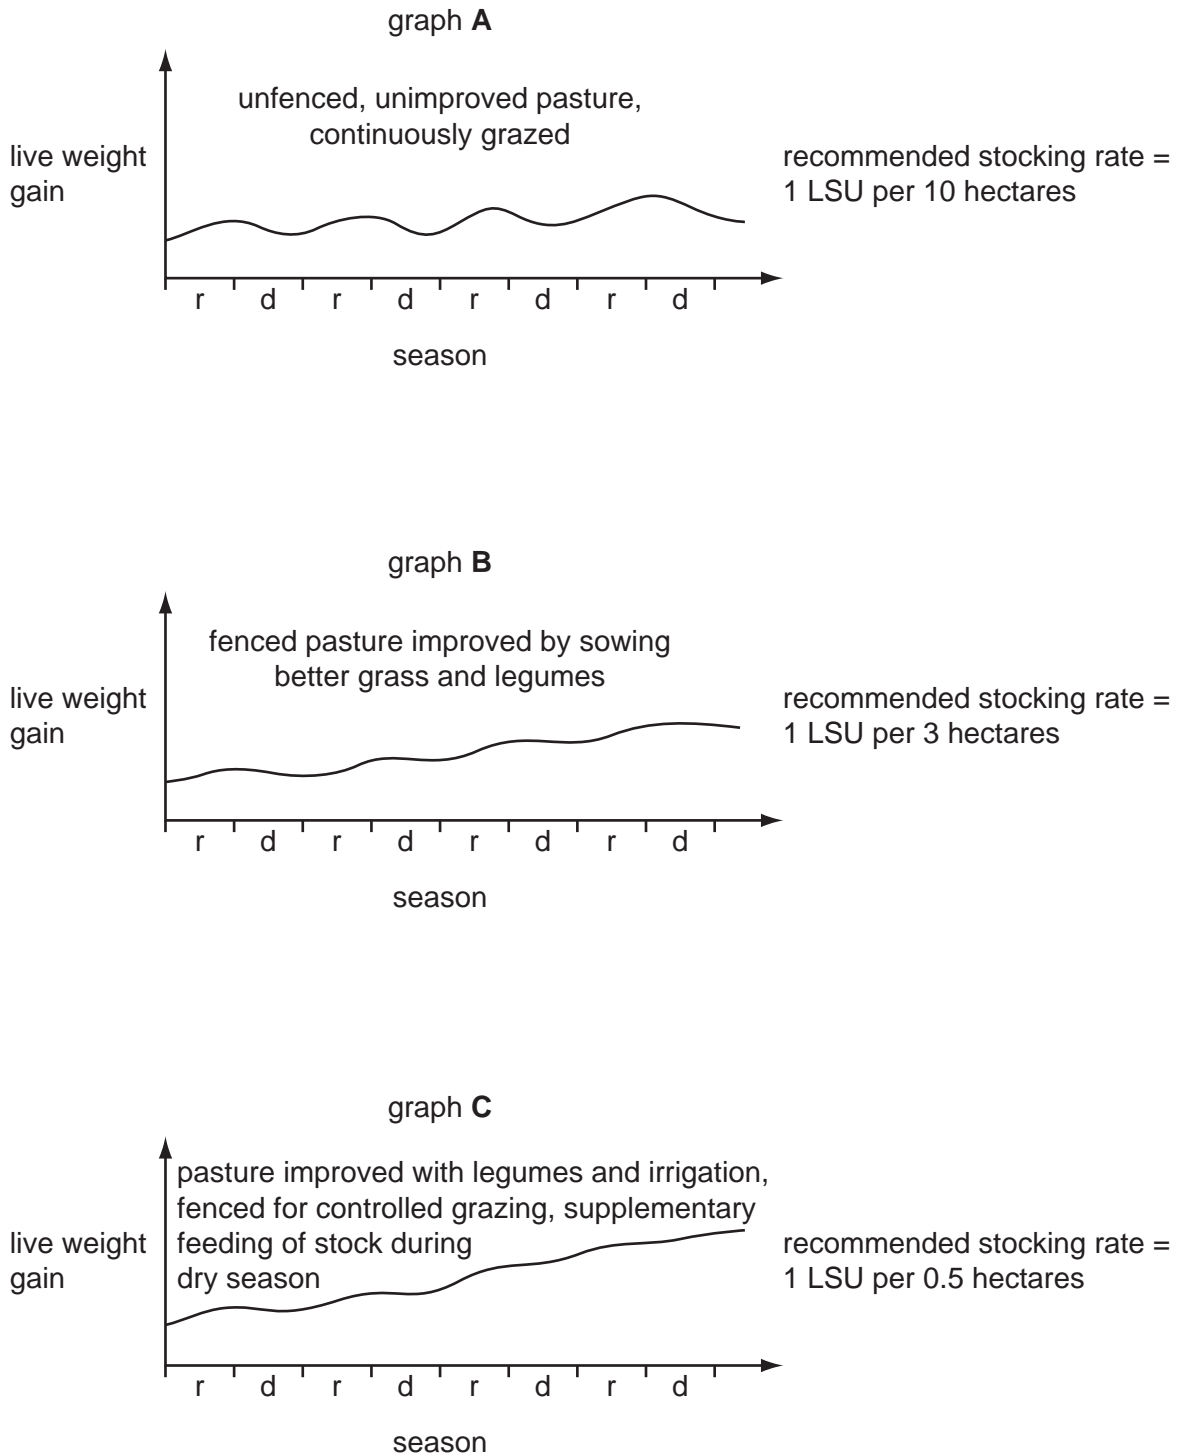 graph A
unfenced, unimproved pasture,
continuously grazed
live weight
gain
recommended stocking rate =
1 LSU per 10 hectares
r d r d r d r d
season
graph B
fenced pasture improved by sowing
better grass and legumes
live weight
gain
recommended stocking rate =
1 LSU per 3 hectares
r d r d r d r d
season
graph C
pasture improved with legumes and irrigation,
fenced for controlled grazing, supplementary
feeding of stock during
dry season
live weight
gain
recommended stocking rate =
1 LSU per 0.5 hectares
r d r d r d r d
season